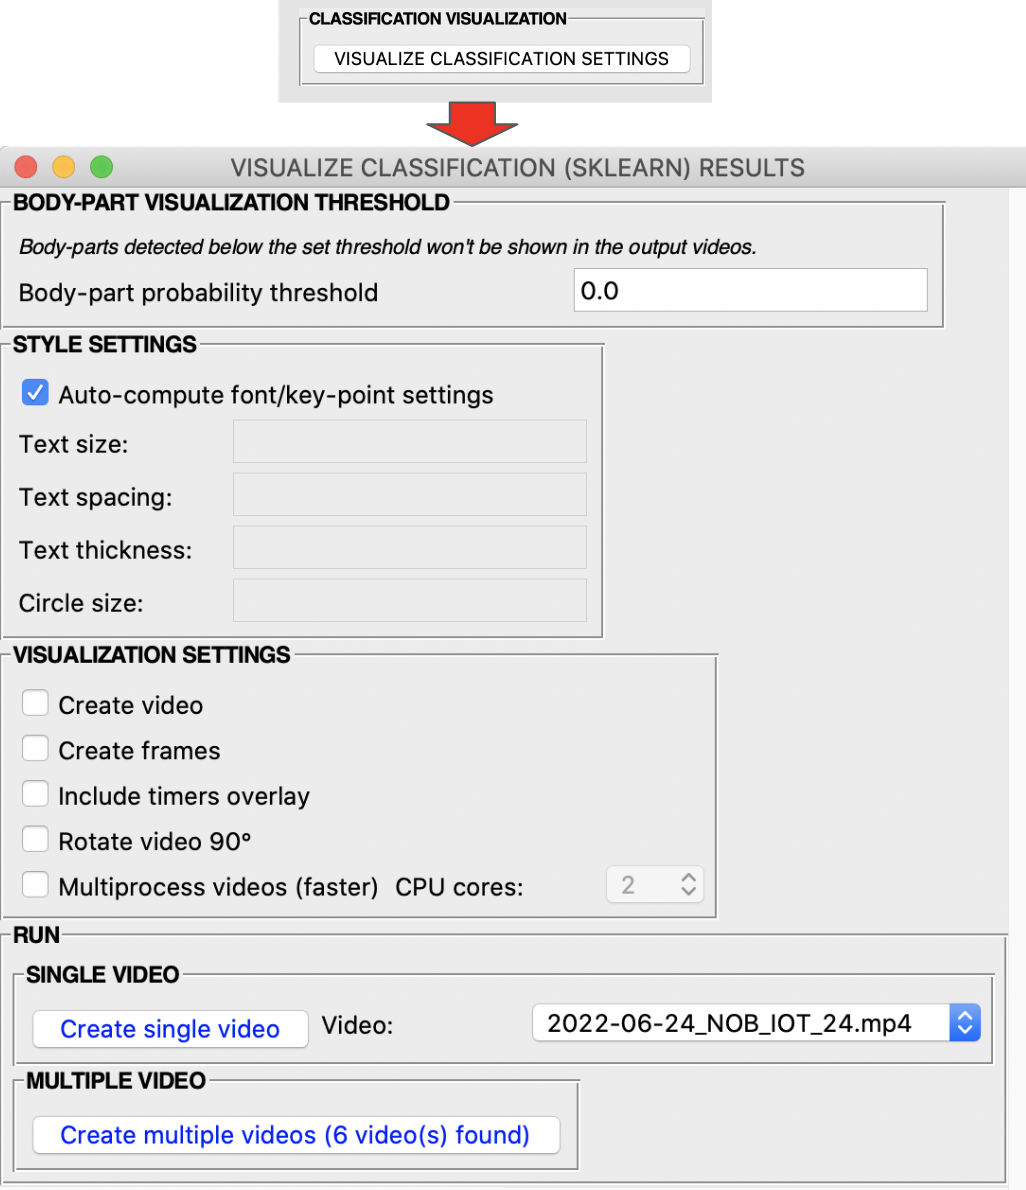 CLASSIFICATION VISUALIZATION
VISUALIZE CLASSIFICATION SETTINGS
VISUALIZE CLASSIFICATION (SKLEARN) RESULTS
BODY-PART VISUALIZATION THRESHOLD
Body-parts detected below the set threshold won't be shown in the output videos.
Body-part probability threshold 0.0
STYLE SETTINGS
Auto-compute font/key-point settings
Text size:
Text spacing:
Text thickness:
Circle size:
VISUALIZATION SETTINGS
Create video
Create frames
Include timers overlay
Rotate video 90°
Multiprocess videos (faster) CPU cores: 2
RUN
SINGLE VIDEO
Create single video Video: 2022-06-24_NOB_IOT_24.mp4
MULTIPLE VIDEO
Create multiple videos (6 video(s) found)